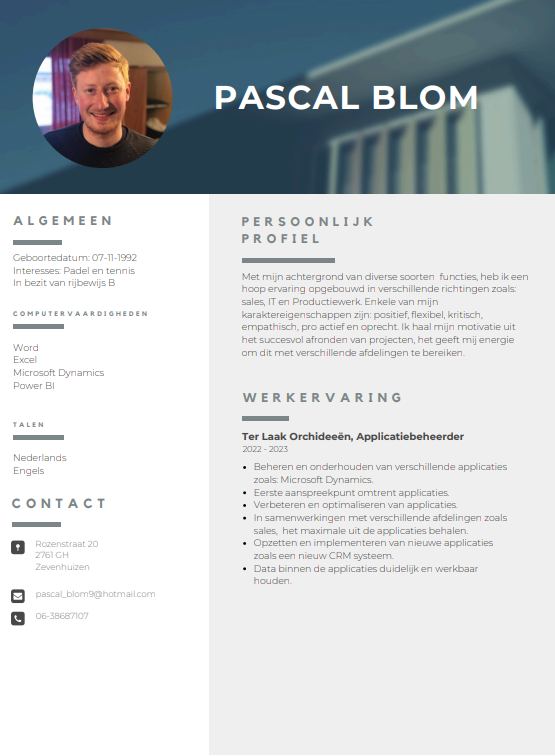 PASCAL BLOM
ALGEMEEN
Geboortedatum: 07-11-1992
Interesses: Padel en tennis
In bezit van rijbewijs B
COMPUTERVAARDIGHEDEN
Word
Excel
Microsoft Dynamics
Power BI
TALEN
Nederlands
Engels
CONTACT
Rozenstraat 20
2761 GH
Zevenhuizen
pascal_blom9@hotmail.com
06-38687107
PERSOONLIJK
PROFIEL
Met mijn achtergrond van diverse soorten functies, heb ik een
hoop ervaring opgebouwd in verschillende richtingen zoals:
sales, IT en Productiewerk. Enkele van mijn
karaktereigenschappen zijn: positief, flexibel, kritisch,
empathisch, pro actief en oprecht. Ik haal mijn motivatie uit
het succesvol afronden van projecten, het geeft mij energie
om dit met verschillende afdelingen te bereiken.
WERKERVARING
Ter Laak Orchideeën, Applicatiebeheerder
2022 - 2023
• Beheren en onderhouden van verschillende applicaties
zoals: Microsoft Dynamics.
• Eerste aanspreekpunt omtrent applicaties.
• Verbeteren en optimaliseren van applicaties.
• In samenwerkingen met verschillende afdelingen zoals
sales, het maximale uit de applicaties behalen.
• Opzetten en implementeren van nieuwe applicaties
zoals een nieuw CRM systeem.
• Data binnen de applicaties duidelijk en werkbaar
houden.